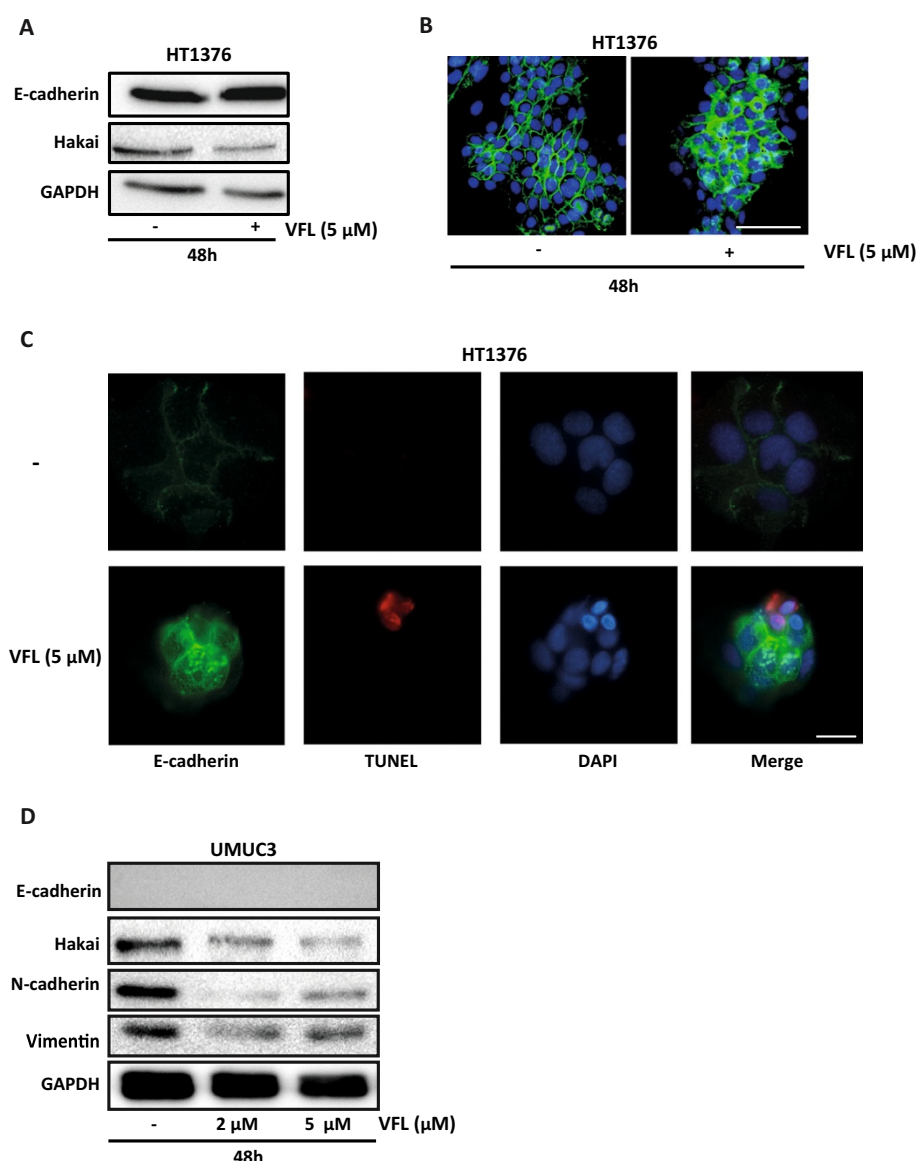 A
HT1376
E-cadherin
Hakai
GAPDH
- + VFL (5 μM)
48h
B
HT1376
- + VFL (5 μM)
48h
C
HT1376
-
VFL (5 μM)
E-cadherin TUNEL DAPI Merge
D
UMUC3
E-cadherin
Hakai
N-cadherin
Vimentin
GAPDH
- 2 μM 5 μM VFL (μM)
48h